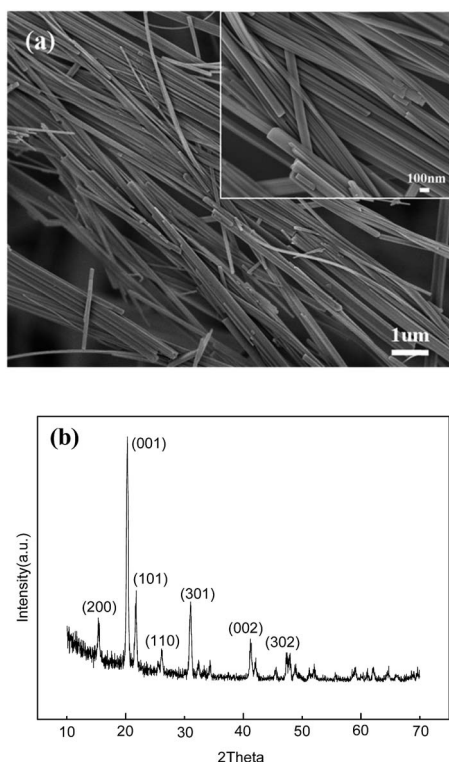 (a)
100nm
1um
(b)
(001)
(101)
(200)
(301)
(110)
(002)
(302)
Intensity(a.u.)
10 20 30 40 50 60 70
2Theta